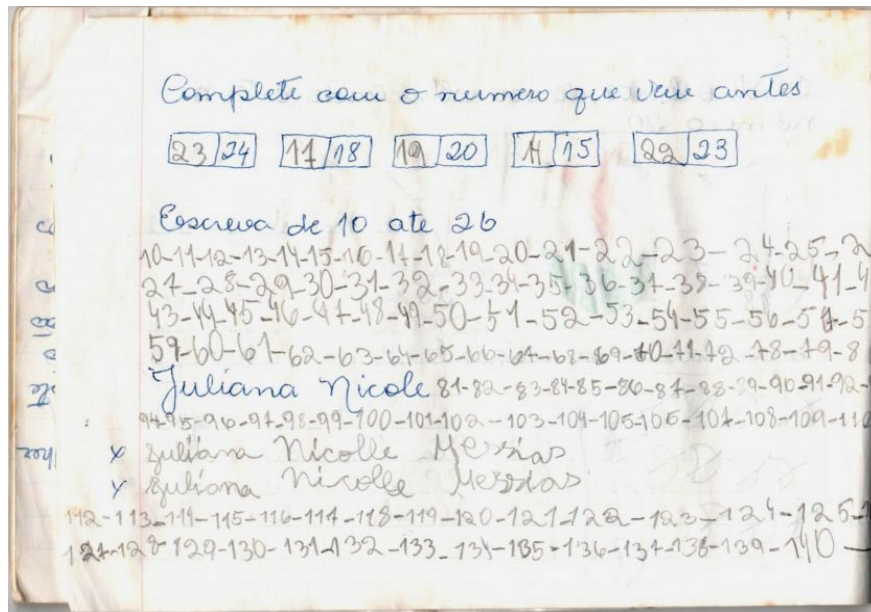 Complete com o numero que vem antes
23 24 17 18 19 20 14 15 22 23
Escreva de 10 ate 26
10-11-12-13-14-15-16-17-18-19-20-21-22-23-24-25-2
27-28-29-30-31-32-33-34-35-36-37-38-39-40-41-4
43-44-45-46-47-48-49-50-51-52-53-54-55-56-57-5
59-60-61-62-63-64-65-66-67-68-69-70-71-72-78-79-8
Juliana Nicole 81-82-83-84-85-86-87-88-89-90-91-92-
94-95-96-97-98-99-100-101-102-103-104-105-106-107-108-109-110
x Juliana Nicolle Messias
x Juliana Nicolle Messias
112-113-114-115-116-117-118-119-120-121-122-123-124-125-1
127-128-129-130-131-132-133-134-135-136-137-138-139-140-